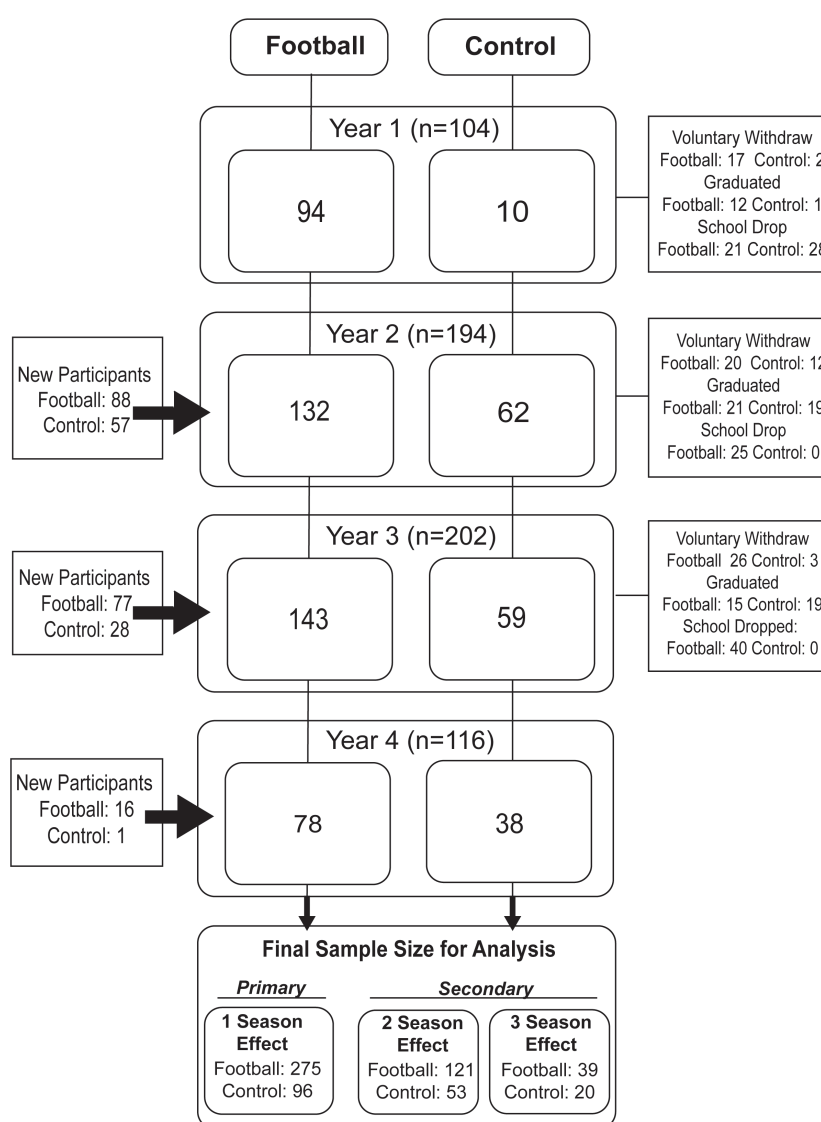 Football
Control
Year 1 (n=104)
94
10
Voluntary Withdraw
Football: 17 Control: 2
Graduated
Football: 12 Control: 1
School Drop
Football: 21 Control: 28
Year 2 (n=194)
New Participants
Football: 88
Control: 57
132
62
Voluntary Withdraw
Football: 20 Control: 12
Graduated
Football: 21 Control: 19
School Drop
Football: 25 Control: 0
Year 3 (n=202)
New Participants
Football: 77
Control: 28
143
59
Voluntary Withdraw
Football 26 Control: 3
Graduated
Football: 15 Control: 19
School Dropped:
Football: 40 Control: 0
Year 4 (n=116)
New Participants
Football: 16
Control: 1
78
38
Final Sample Size for Analysis
Primary
Secondary
1 Season
Effect
Football: 275
Control: 96
2 Season
Effect
Football: 121
Control: 53
3 Season
Effect
Football: 39
Control: 20